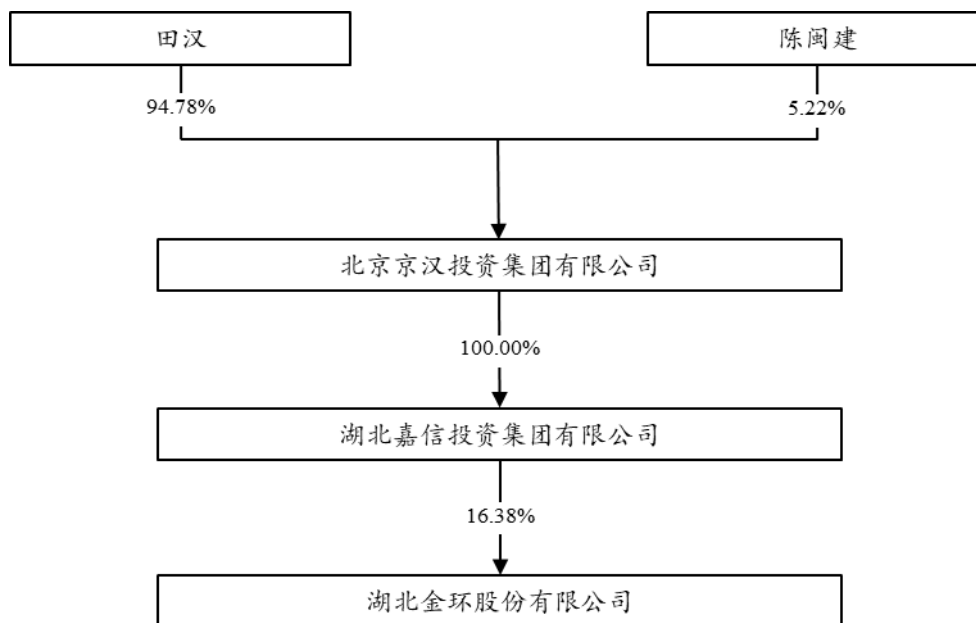 田汉
陈闽建
94.78%
5.22%
北京京汉投资集团有限公司
100.00%
湖北嘉信投资集团有限公司
16.38%
湖北金环股份有限公司